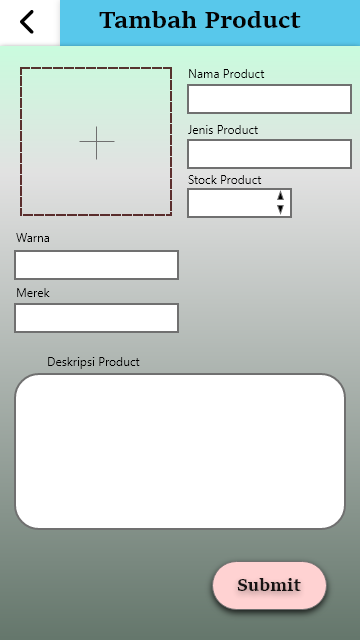 Tambah Product
Nama Product
Jenis Product
Stock Product
Warna
Merek
Deskripsi Product
Submit